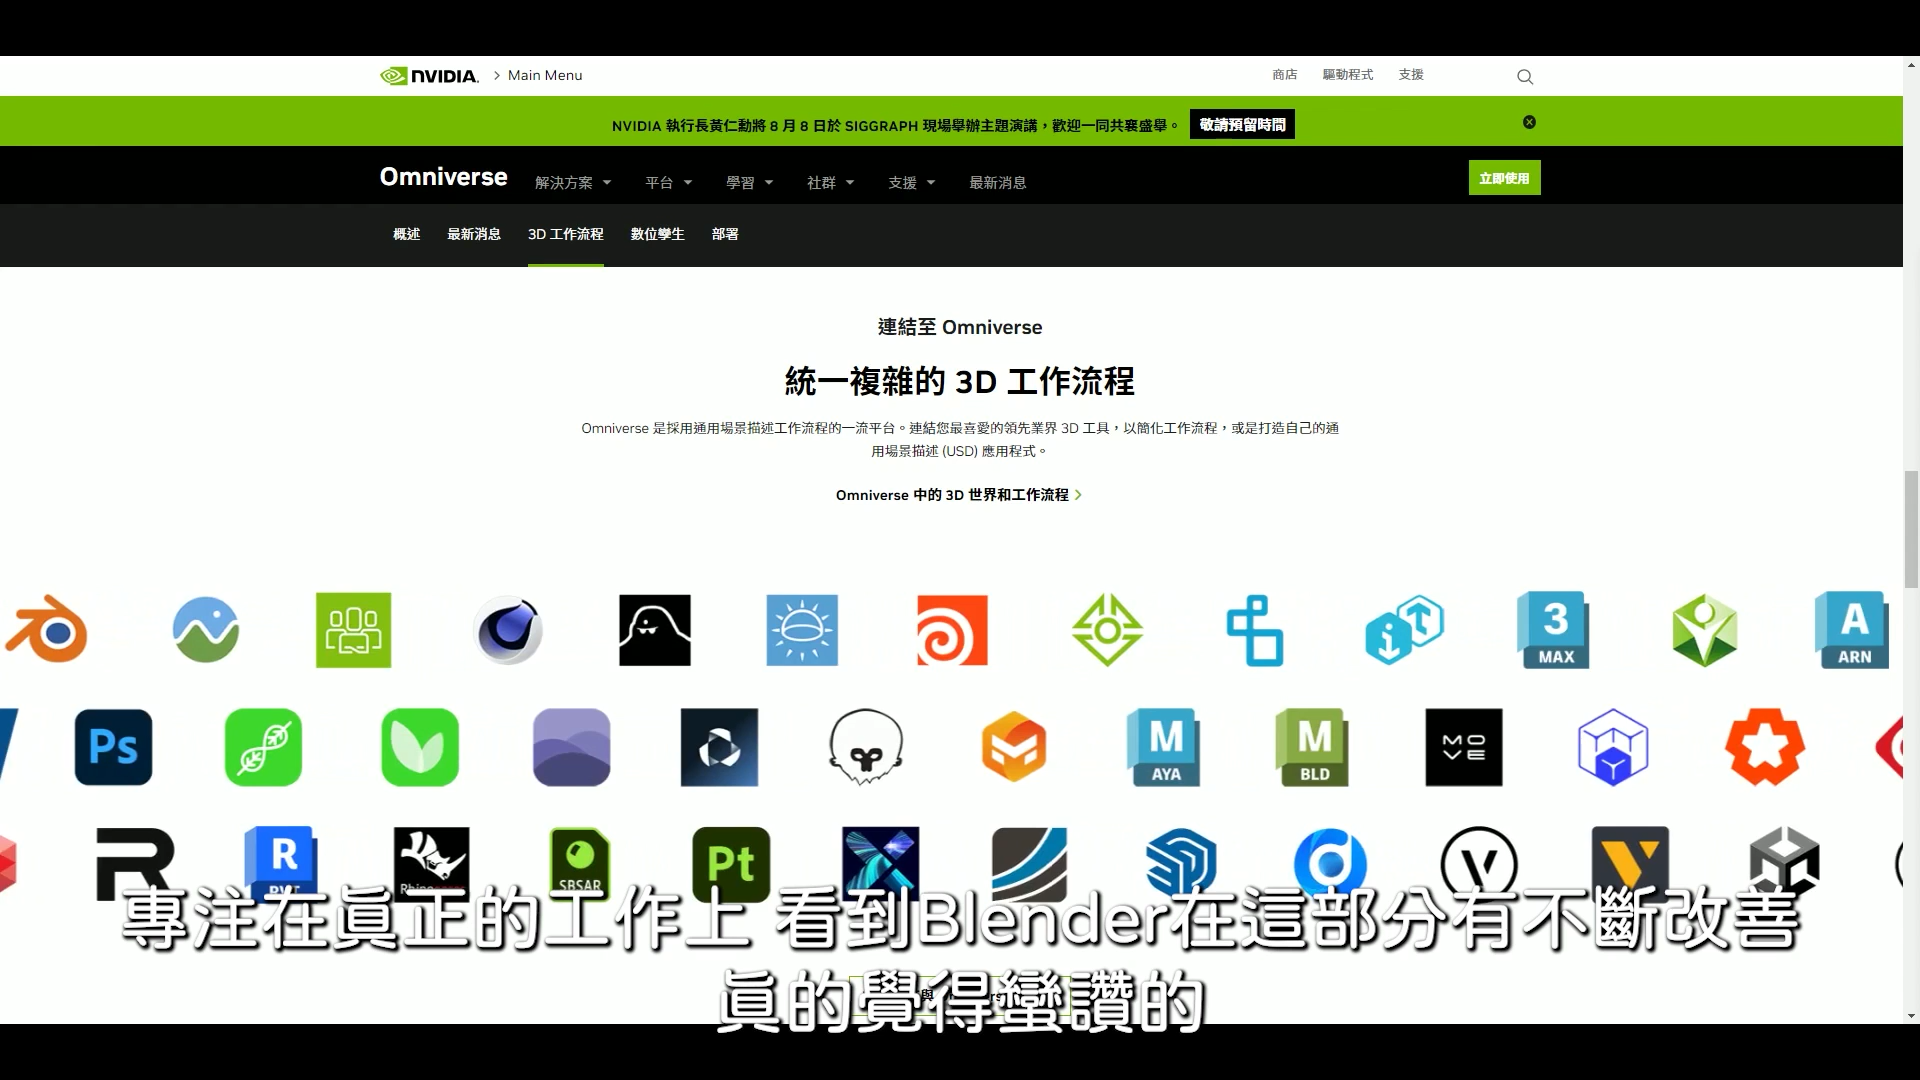 NVIDIA. > Main Menu
商店 驅動程式 支援
NVIDIA 執行長黃仁勳將 8 月 8 日於 SIGGRAPH 現場舉辦主題演講，歡迎一同共襄盛舉。 敬請預留時間
Omniverse 解決方案 平台 學習 社群 支援 最新消息
立即使用
概述 最新消息 3D 工作流程 數位孿生 部署
連結至 Omniverse
統一複雜的 3D 工作流程
Omniverse 是採用通用場景描述工作流程的一流平台。連結您最喜愛的領先業界 3D 工具，以簡化工作流程，或是打造自己的通
用場景描述 (USD) 應用程式。
Omniverse 中的 3D 世界和工作流程 >
3 MAX
A ARN
Ps
M AYA
M BLD
MOVE
R RVT
SBSAR
Pt
專注在真正的工作上 看到Blender在這部分有不斷改善
真的覺得蠻讚的